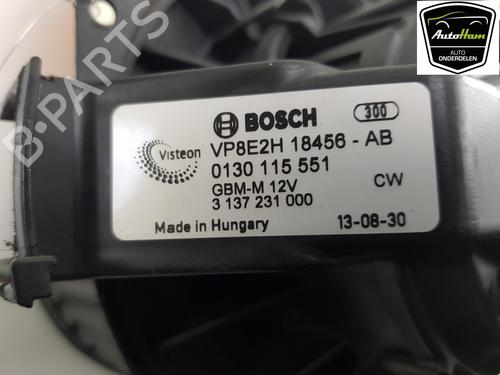 AutoHam
AUTO
ONDERDELEN
B-PARTS
BOSCH
300
Visteon
VP8E2H 18456 - AB
0130 115 551
GBM-M 12V
CW
3 137 231 000
Made in Hungary
13-08-30